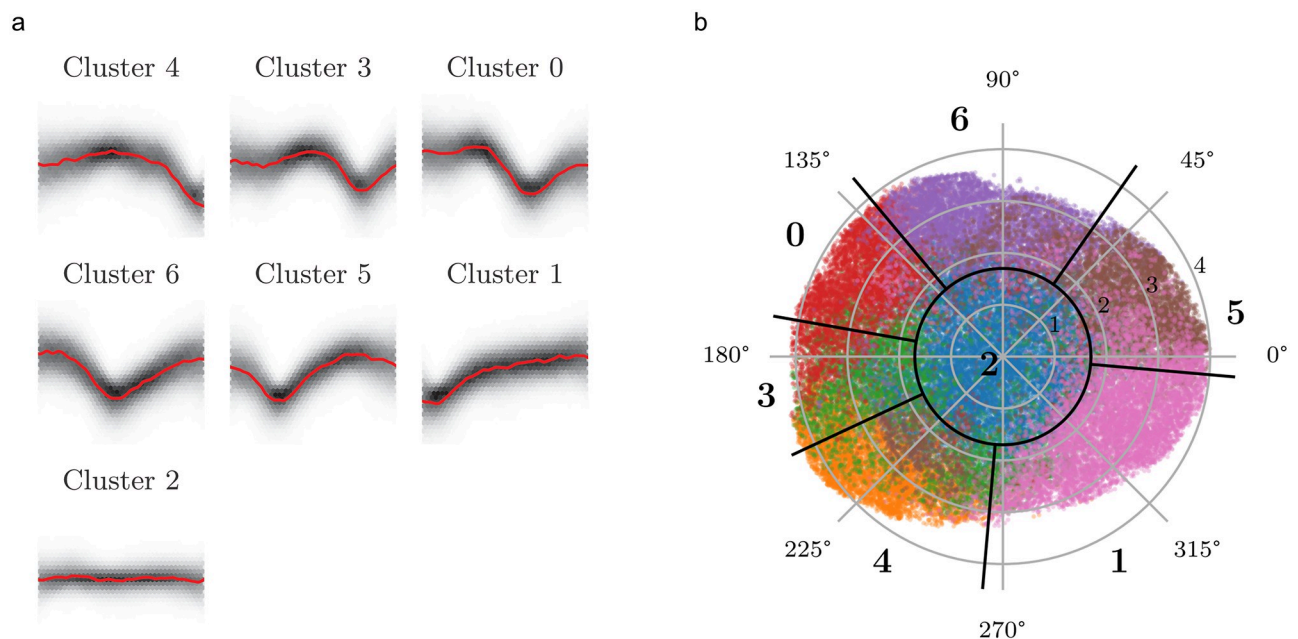 a
b
Cluster 4
Cluster 3
Cluster 0
Cluster 6
Cluster 5
Cluster 1
Cluster 2
90°
6
135°
45°
0
4
3
2
5
1
180°
2
0°
3
225°
4
1
315°
270°